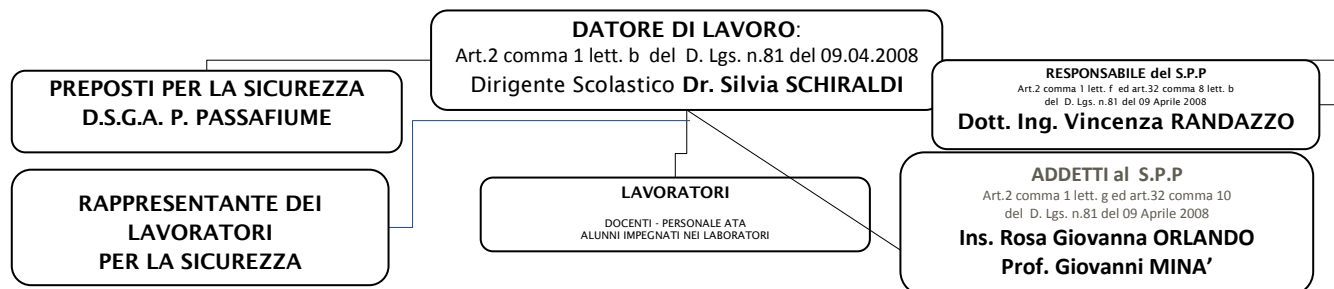 DATORE DI LAVORO:
Art.2 comma 1 lett. b del D. Lgs. n.81 del 09.04.2008
Dirigente Scolastico Dr. Silvia SCHIRALDI
PREPOSTI PER LA SICUREZZA
D.S.G.A. P. PASSAFIUME
RESPONSABILE del S.P.P
Art.2 comma 1 lett. f ed art.32 comma 8 lett. b
del D. Lgs. n.81 del 09 Aprile 2008
Dott. Ing. Vincenza RANDAZZO
RAPPRESENTANTE DEI
LAVORATORI
PER LA SICUREZZA
LAVORATORI
DOCENTI - PERSONALE ATA
ALUNNI IMPEGNATI NEI LABORATORI
ADDETTI al S.P.P
Art.2 comma 1 lett. g ed art.32 comma 10
del D. Lgs. n.81 del 09 Aprile 2008
Ins. Rosa Giovanna ORLANDO
Prof. Giovanni MINA’